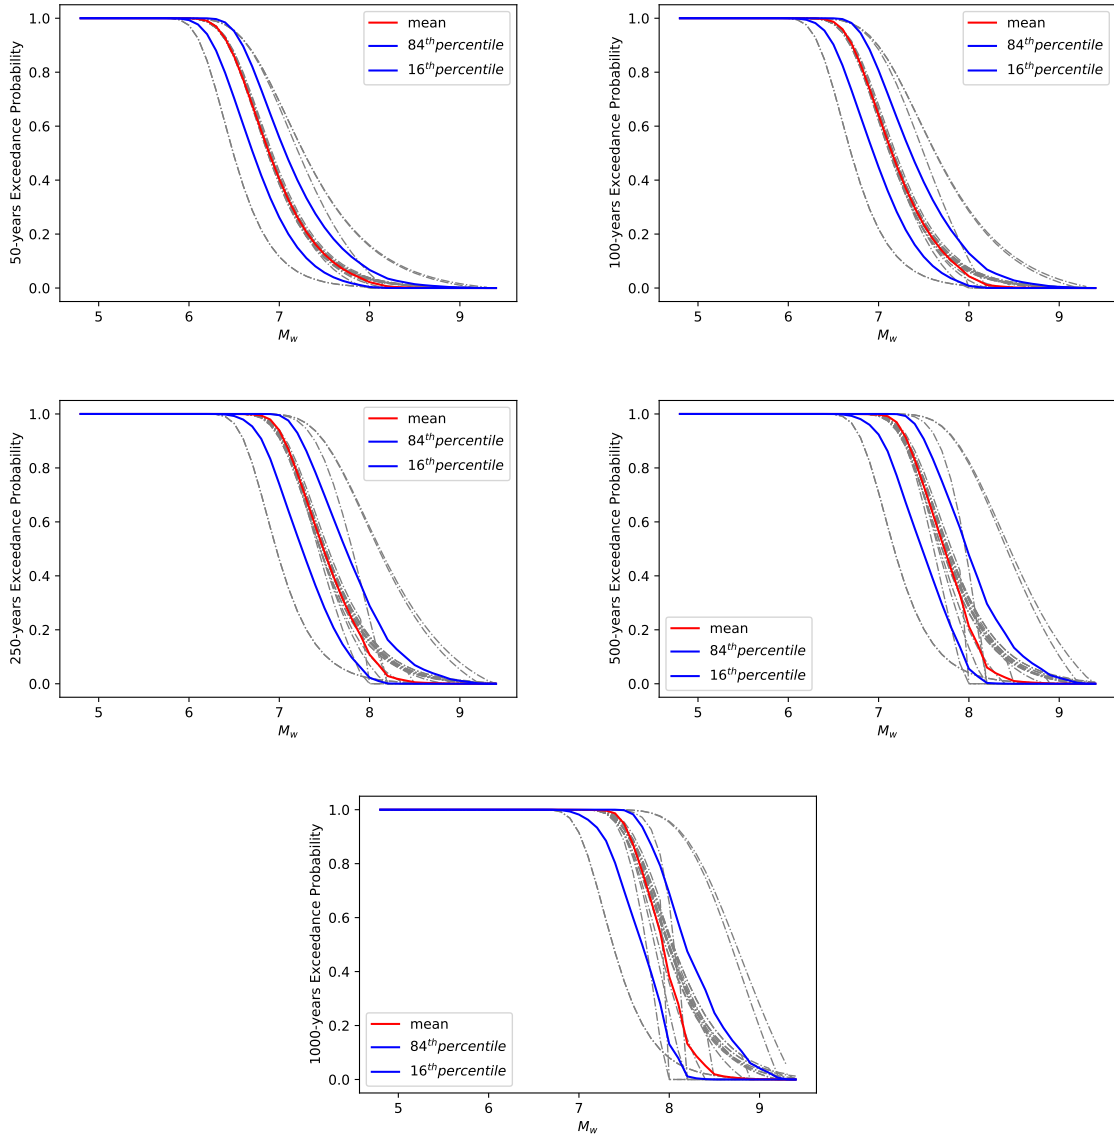 1.0
0.8
0.6
0.4
0.2
0.0
50-years Exceedance Probability
mean
84th percentile
16th percentile
5 6 7 8 9
Mw
1.0
0.8
0.6
0.4
0.2
0.0
100-years Exceedance Probability
mean
84th percentile
16th percentile
5 6 7 8 9
Mw
1.0
0.8
0.6
0.4
0.2
0.0
250-years Exceedance Probability
mean
84th percentile
16th percentile
5 6 7 8 9
Mw
1.0
0.8
0.6
0.4
0.2
0.0
500-years Exceedance Probability
mean
84th percentile
16th percentile
5 6 7 8 9
Mw
1.0
0.8
0.6
0.4
0.2
0.0
1000-years Exceedance Probability
mean
84th percentile
16th percentile
5 6 7 8 9
Mw